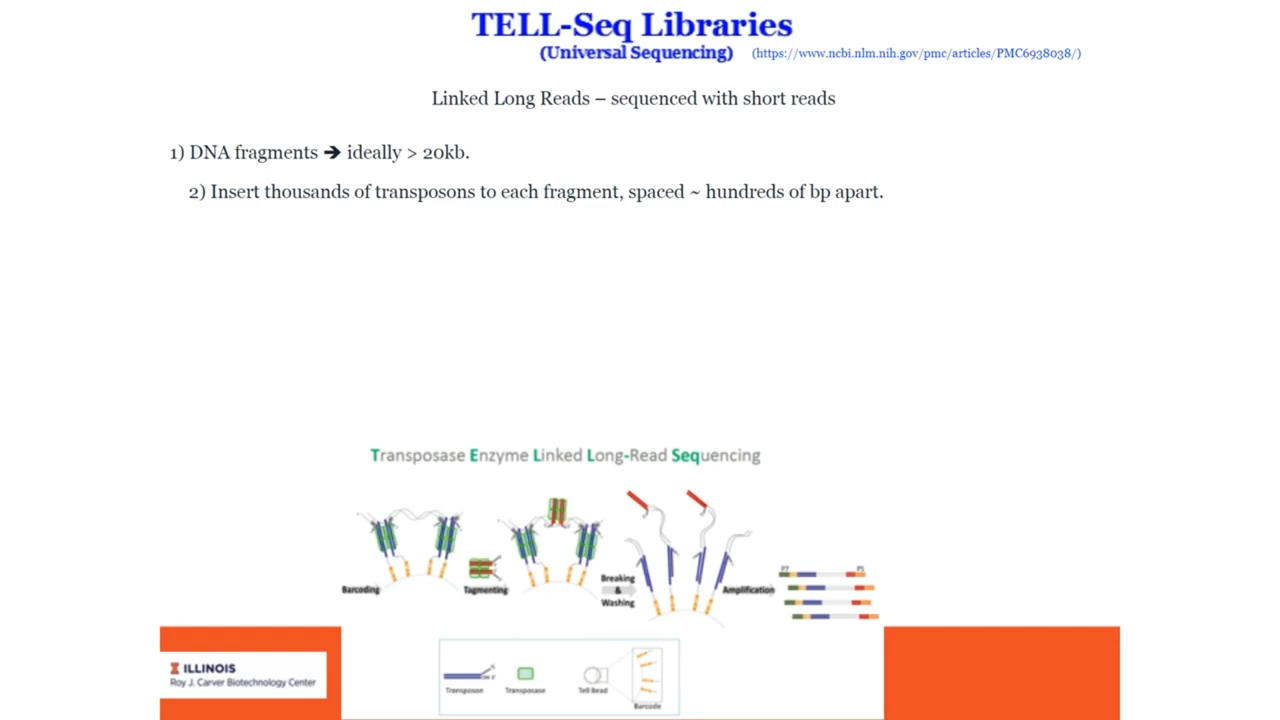 TELL-Seq Libraries
(Universal Sequencing) (https://www.ncbi.nlm.nih.gov/pmc/articles/PMC6938038/)
Linked Long Reads – sequenced with short reads
1) DNA fragments ➔ ideally > 20kb.
2) Insert thousands of transposons to each fragment, spaced ~ hundreds of bp apart.
Transposase Enzyme Linked Long-Read Sequencing
P7 P5
Barcoding Tagmenting Breaking & Washing Amplification
ILLINOIS
Roy J. Carver Biotechnology Center
Transposon Transposase Tell Bead
Barcode